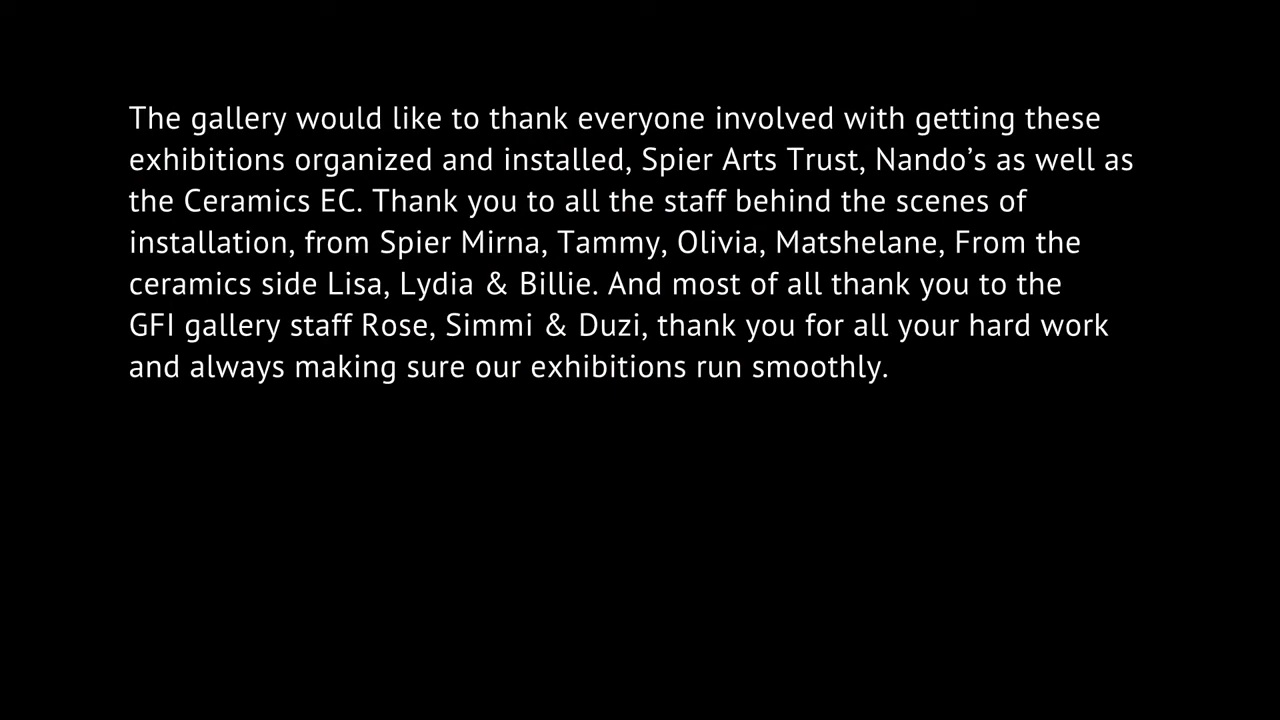 The gallery would like to thank everyone involved with getting these
exhibitions organized and installed, Spier Arts Trust, Nando’s as well as
the Ceramics EC. Thank you to all the staff behind the scenes of
installation, from Spier Mirna, Tammy, Olivia, Matshelane, From the
ceramics side Lisa, Lydia & Billie. And most of all thank you to the
GFI gallery staff Rose, Simmi & Duzi, thank you for all your hard work
and always making sure our exhibitions run smoothly.